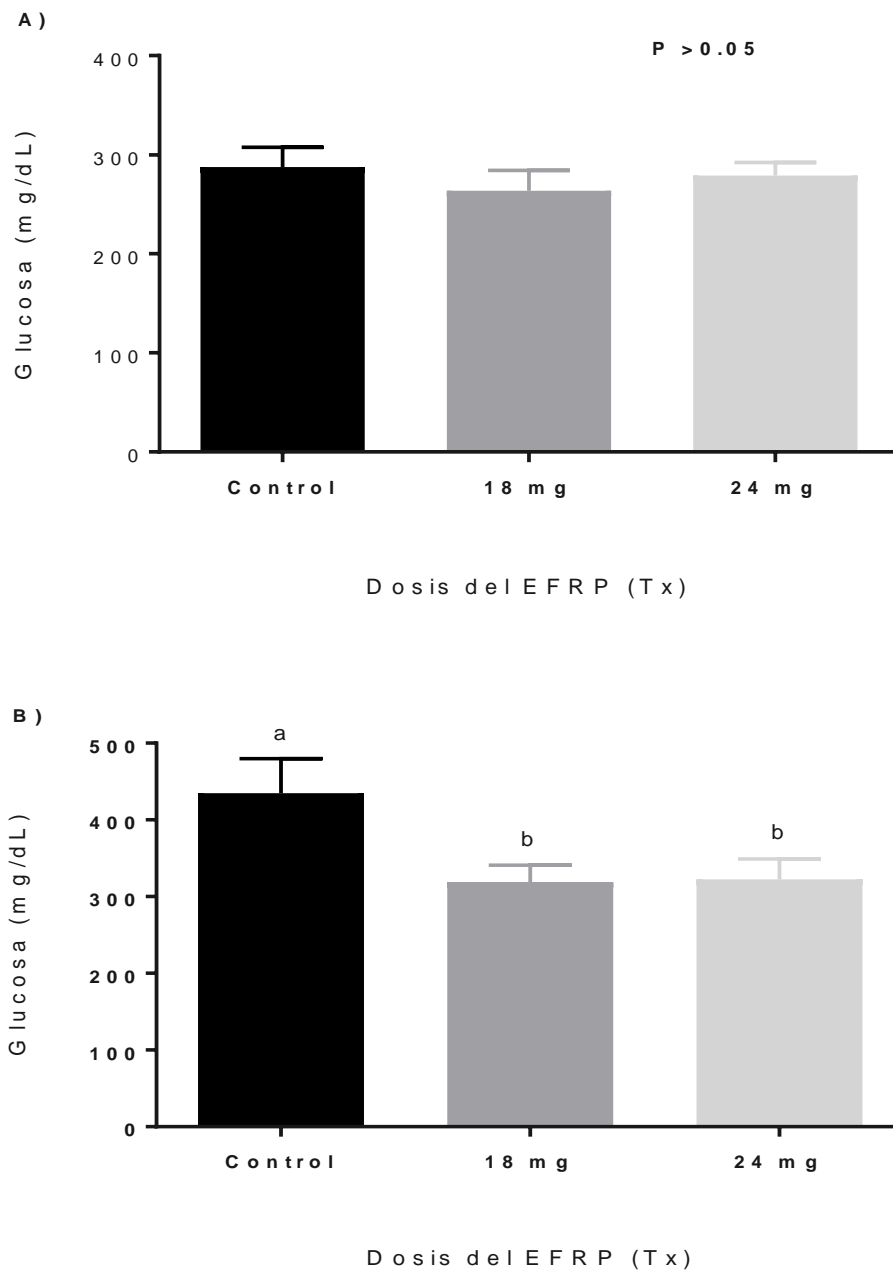 A)
P >0.05
400
300
200
100
0
Glucosa (mg/dL)
Control 18 mg 24 mg
Dosis del EFRP (Tx)
B)
a
b b
500
400
300
200
100
0
Glucosa (mg/dL)
Control 18 mg 24 mg
Dosis del EFRP (Tx)